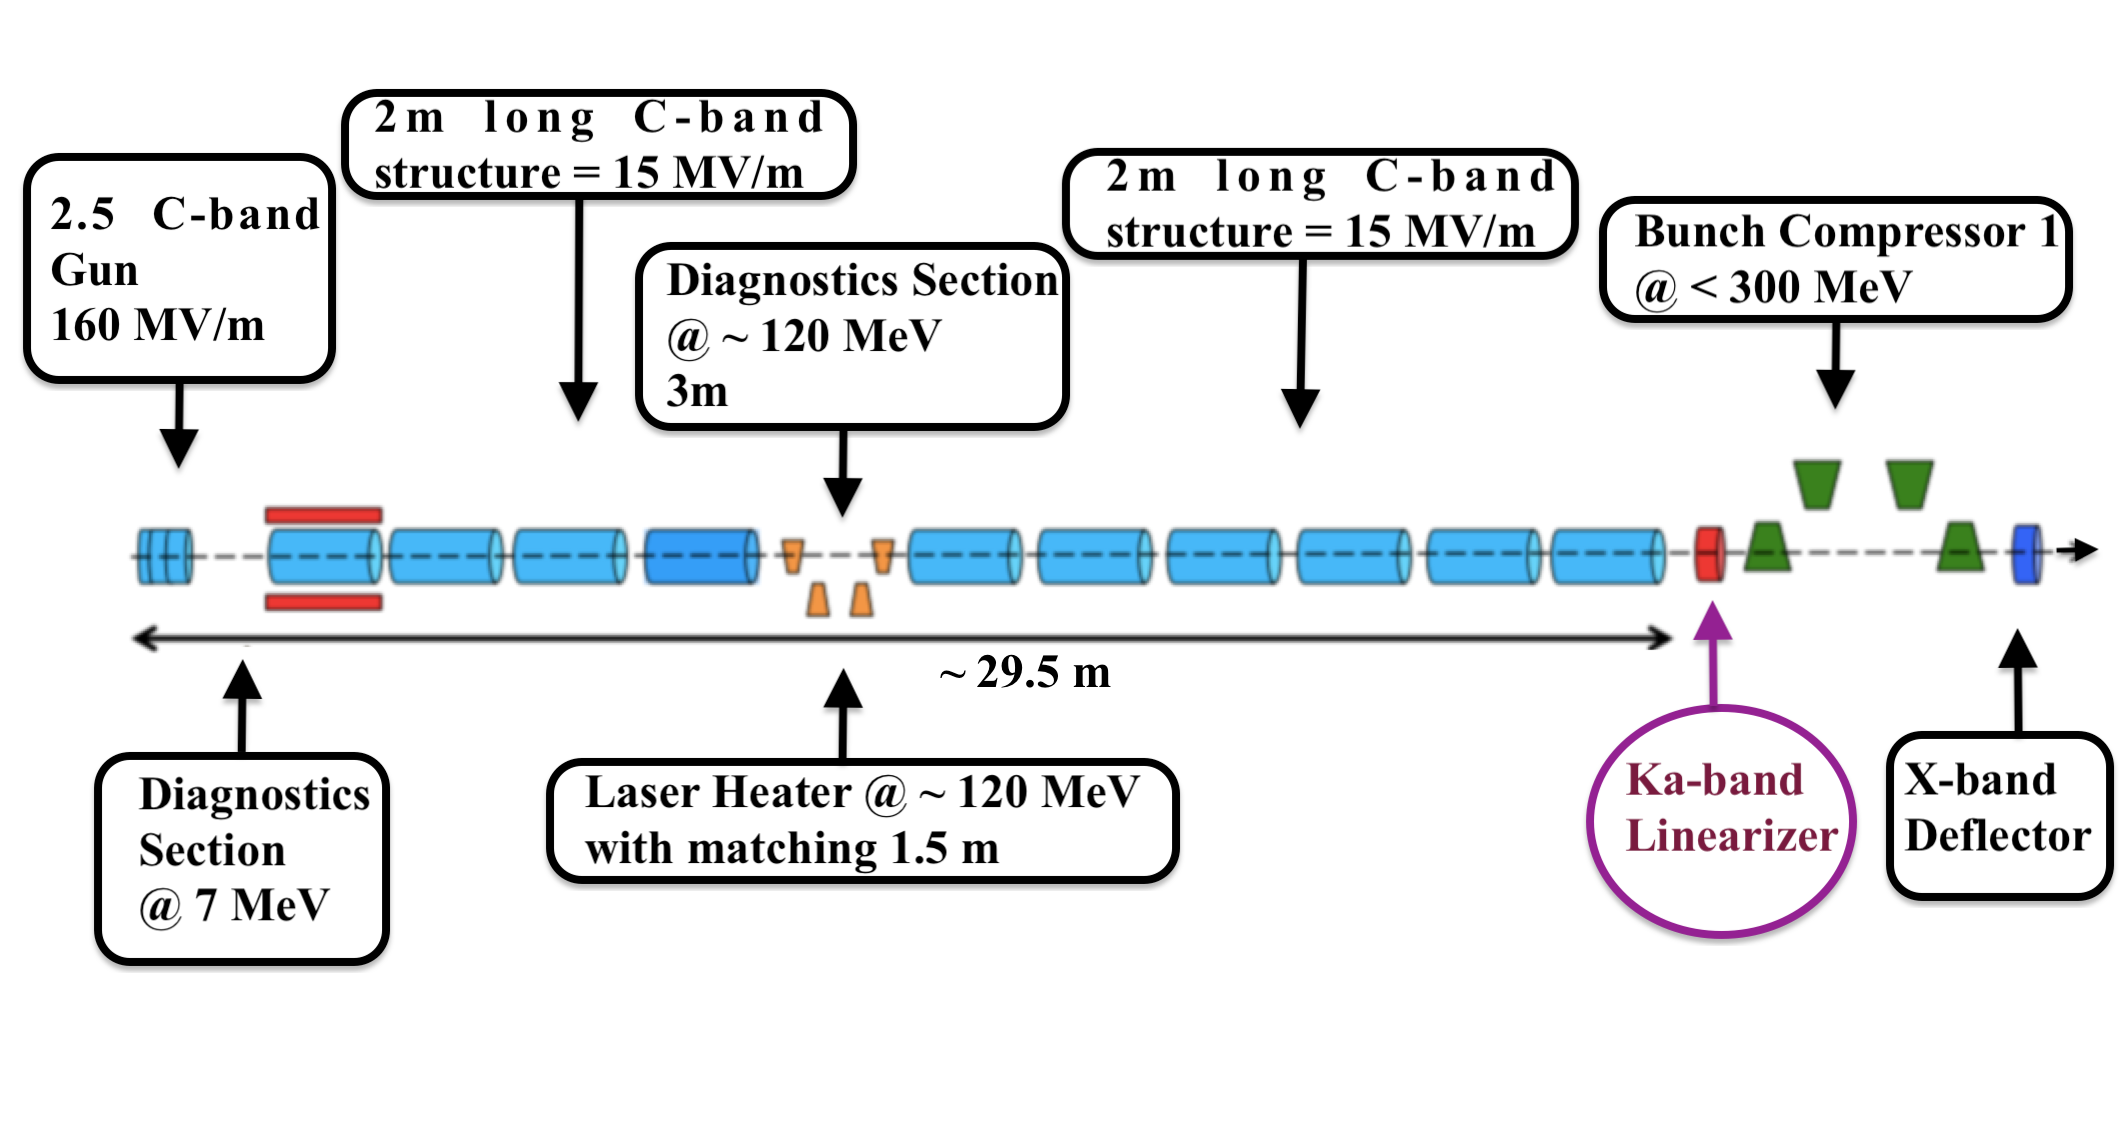 2m long C-band
structure = 15 MV/m
2.5 C-band
Gun
160 MV/m
Diagnostics Section
@ ~ 120 MeV
3m
2m long C-band
structure = 15 MV/m
Bunch Compressor 1
@ < 300 MeV
~ 29.5 m
Diagnostics
Section
@ 7 MeV
Laser Heater @ ~ 120 MeV
with matching 1.5 m
Ka-band
Linearizer
X-band
Deflector